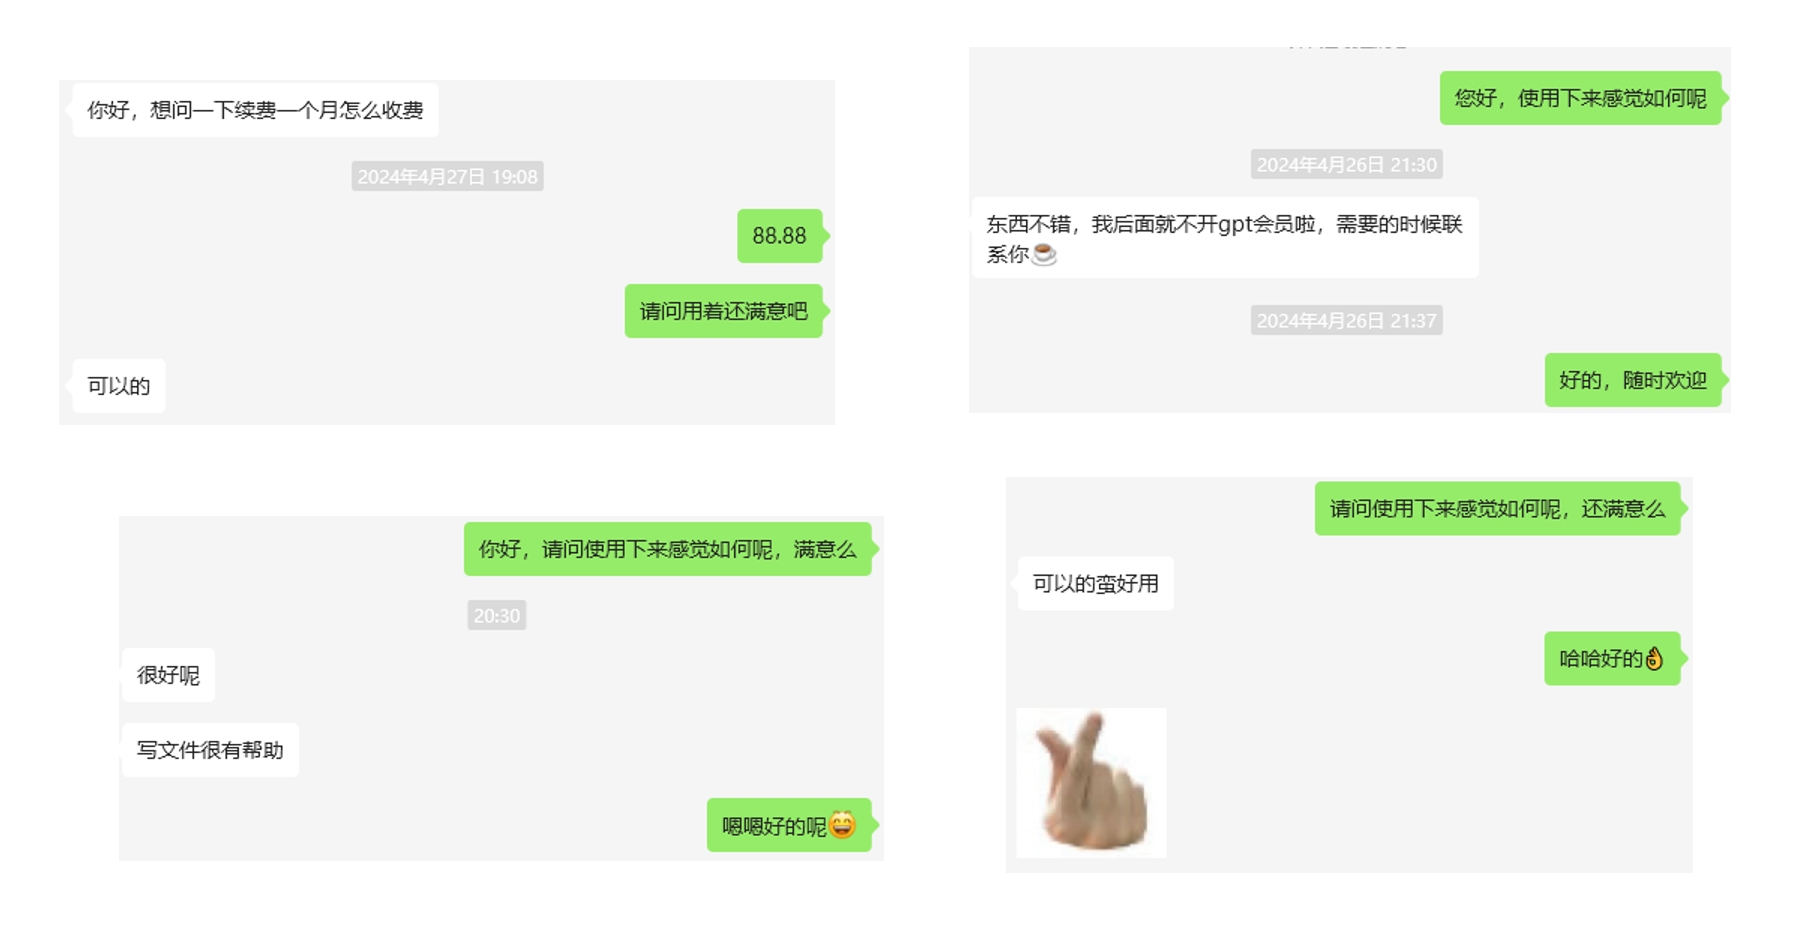 你好，想问一下续费一个月怎么收费
2024年4月27日 19:08
88.88
请问用着还满意吧
可以的
您好，使用下来感觉如何呢
2024年4月26日 21:30
东西不错，我后面就不开gpt会员啦，需要的时候联
系你☕
2024年4月26日 21:37
好的，随时欢迎
你好，请问使用下来感觉如何呢，满意么
20:30
很好呢
写文件很有帮助
嗯嗯好的呢😄
请问使用下来感觉如何呢，还满意么
可以的蛮好用
哈哈好的👌